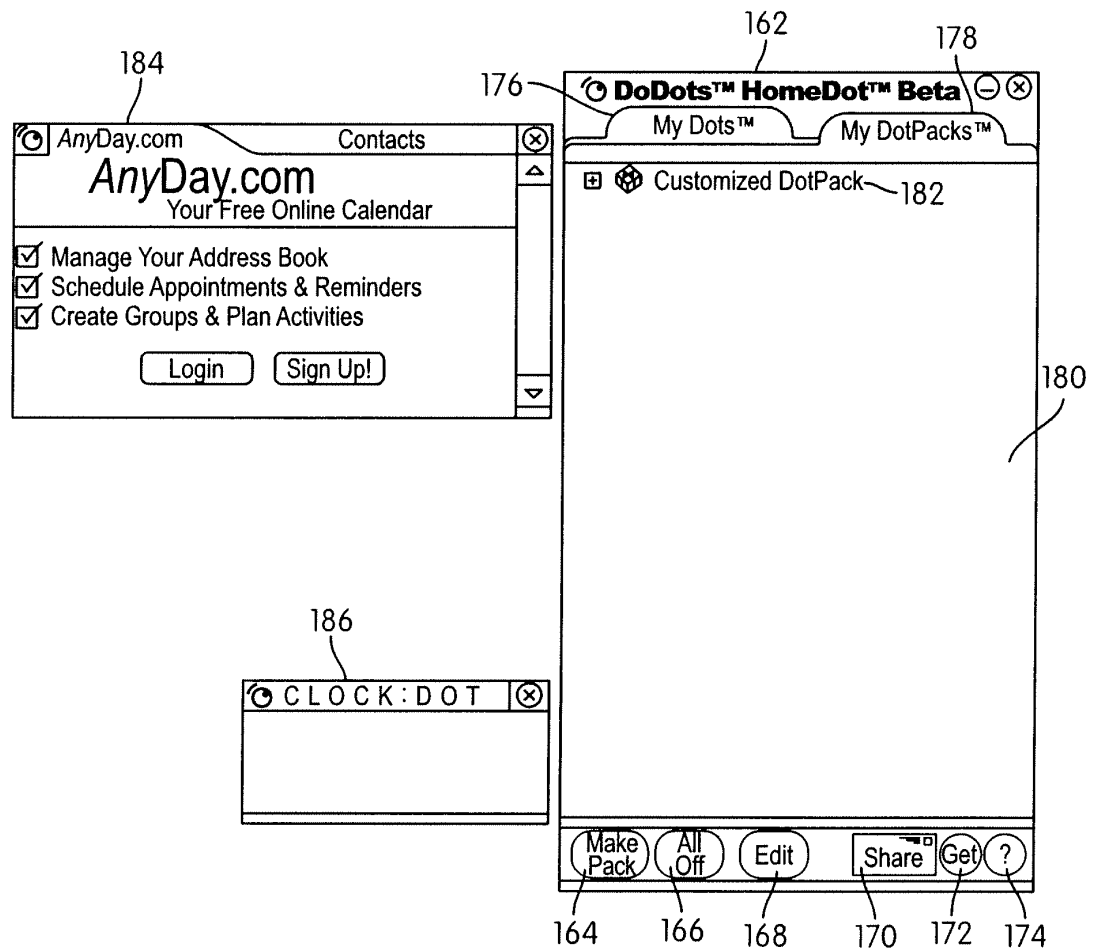 162
178
184
176
DoDots™ HomeDot™ Beta
My Dots™
My DotPacks™
AnyDay.com Contacts
AnyDay.com
Your Free Online Calendar
Customized DotPack
182
Manage Your Address Book
Schedule Appointments & Reminders
Create Groups & Plan Activities
Login Sign Up!
180
186
CLOCK:DOT
Make
Pack
All
Off
Edit
Share
Get
?
164 166 168 170 172 174